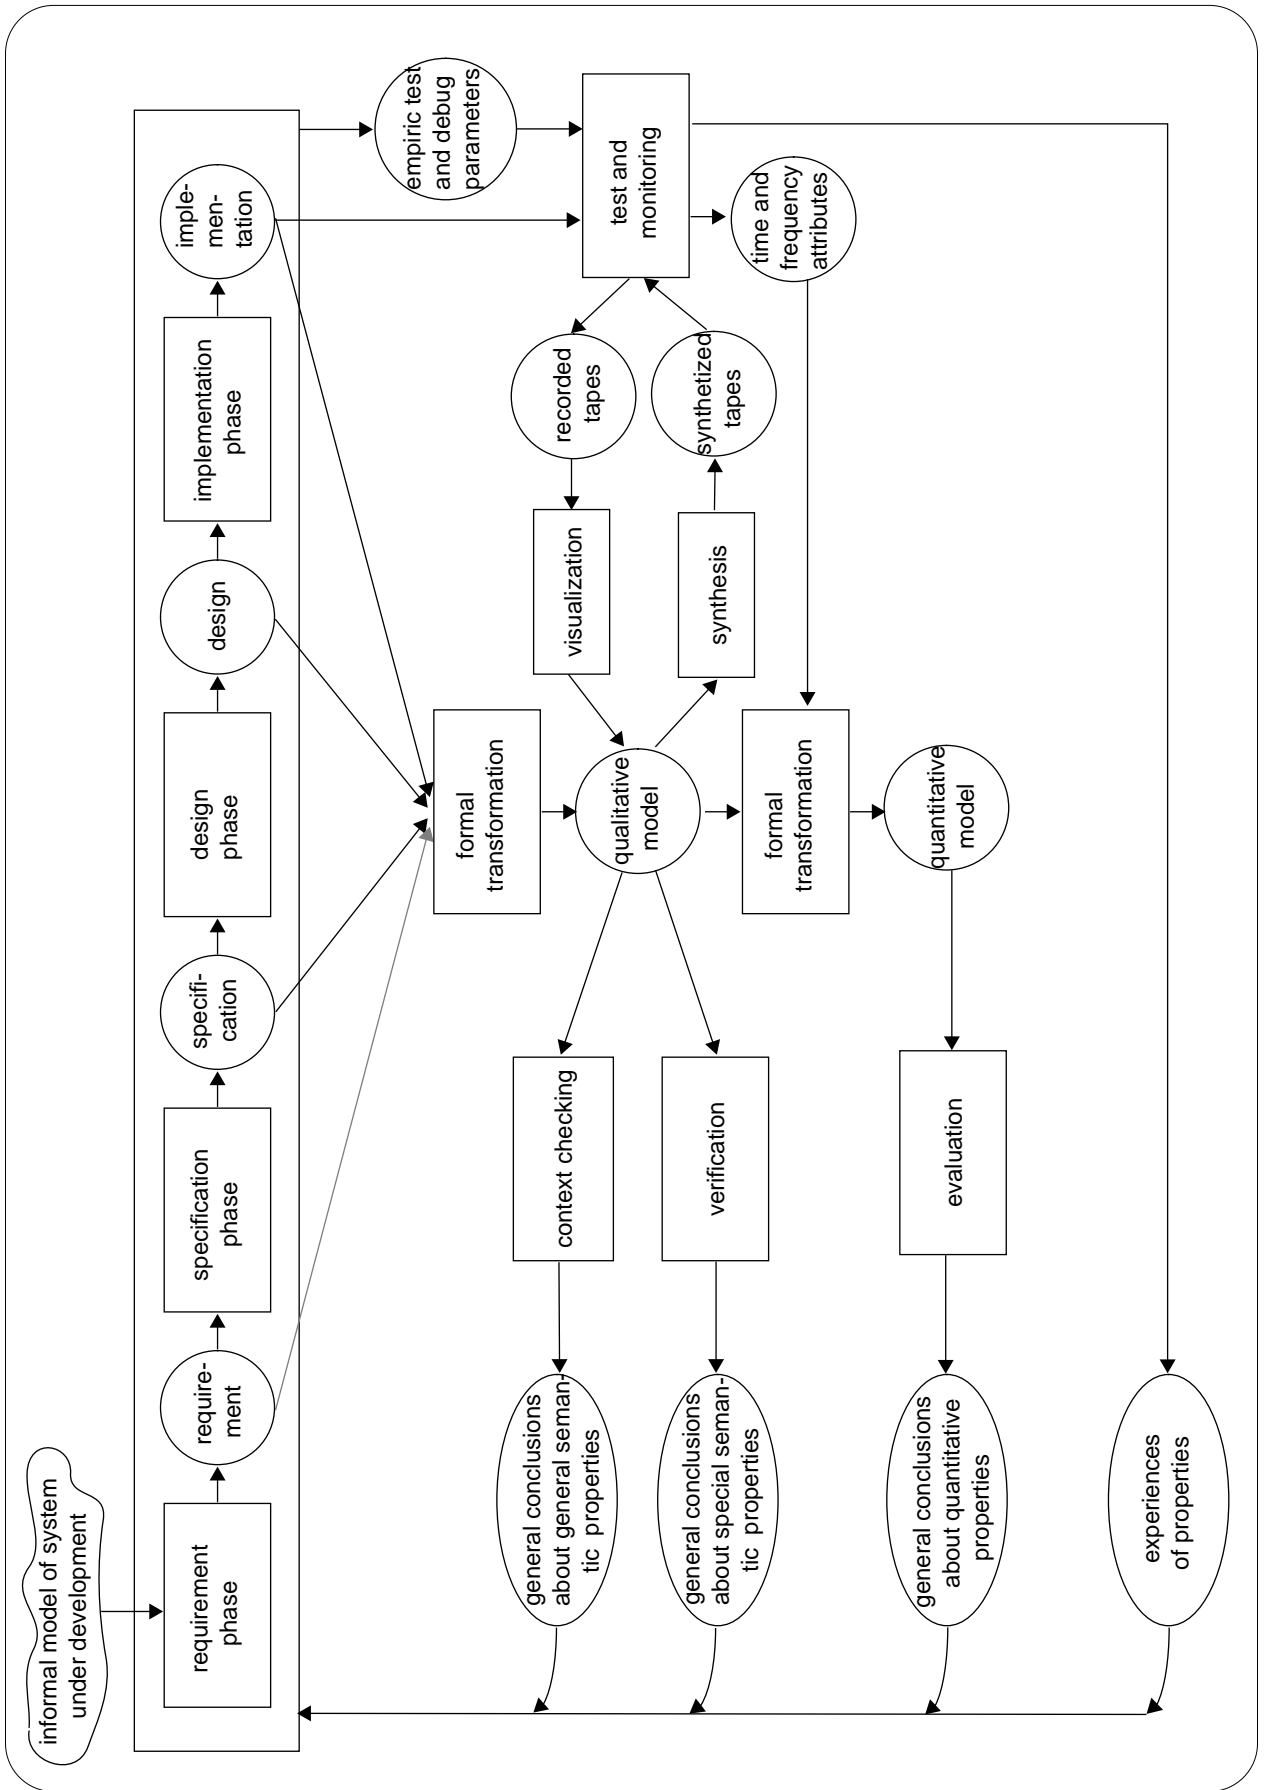 informal model of system
under development
requirement
phase
require-
ment
specification
phase
specifi-
cation
design
phase
design
implementation
phase
imple-
men-
tation
empiric test
and debug
parameters
formal
transformation
test and
monitoring
recorded
tapes
visualization
synthetized
tapes
synthesis
time and
frequency
attributes
qualitative
model
formal
transformation
quantitative
model
context checking
verification
evaluation
general conclusions
about general seman-
tic properties
general conclusions
about special seman-
tic properties
general conclusions
about quantitative
properties
experiences
of properties